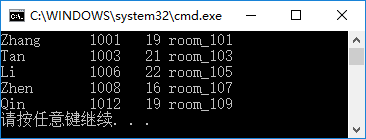 C:\WINDOWS\system32\cmd.exe
Zhang 1001 19 room_101
Tan 1003 21 room_103
Li 1006 22 room_105
Zhen 1008 16 room_107
Qin 1012 19 room_109
请按任意键继续. . .